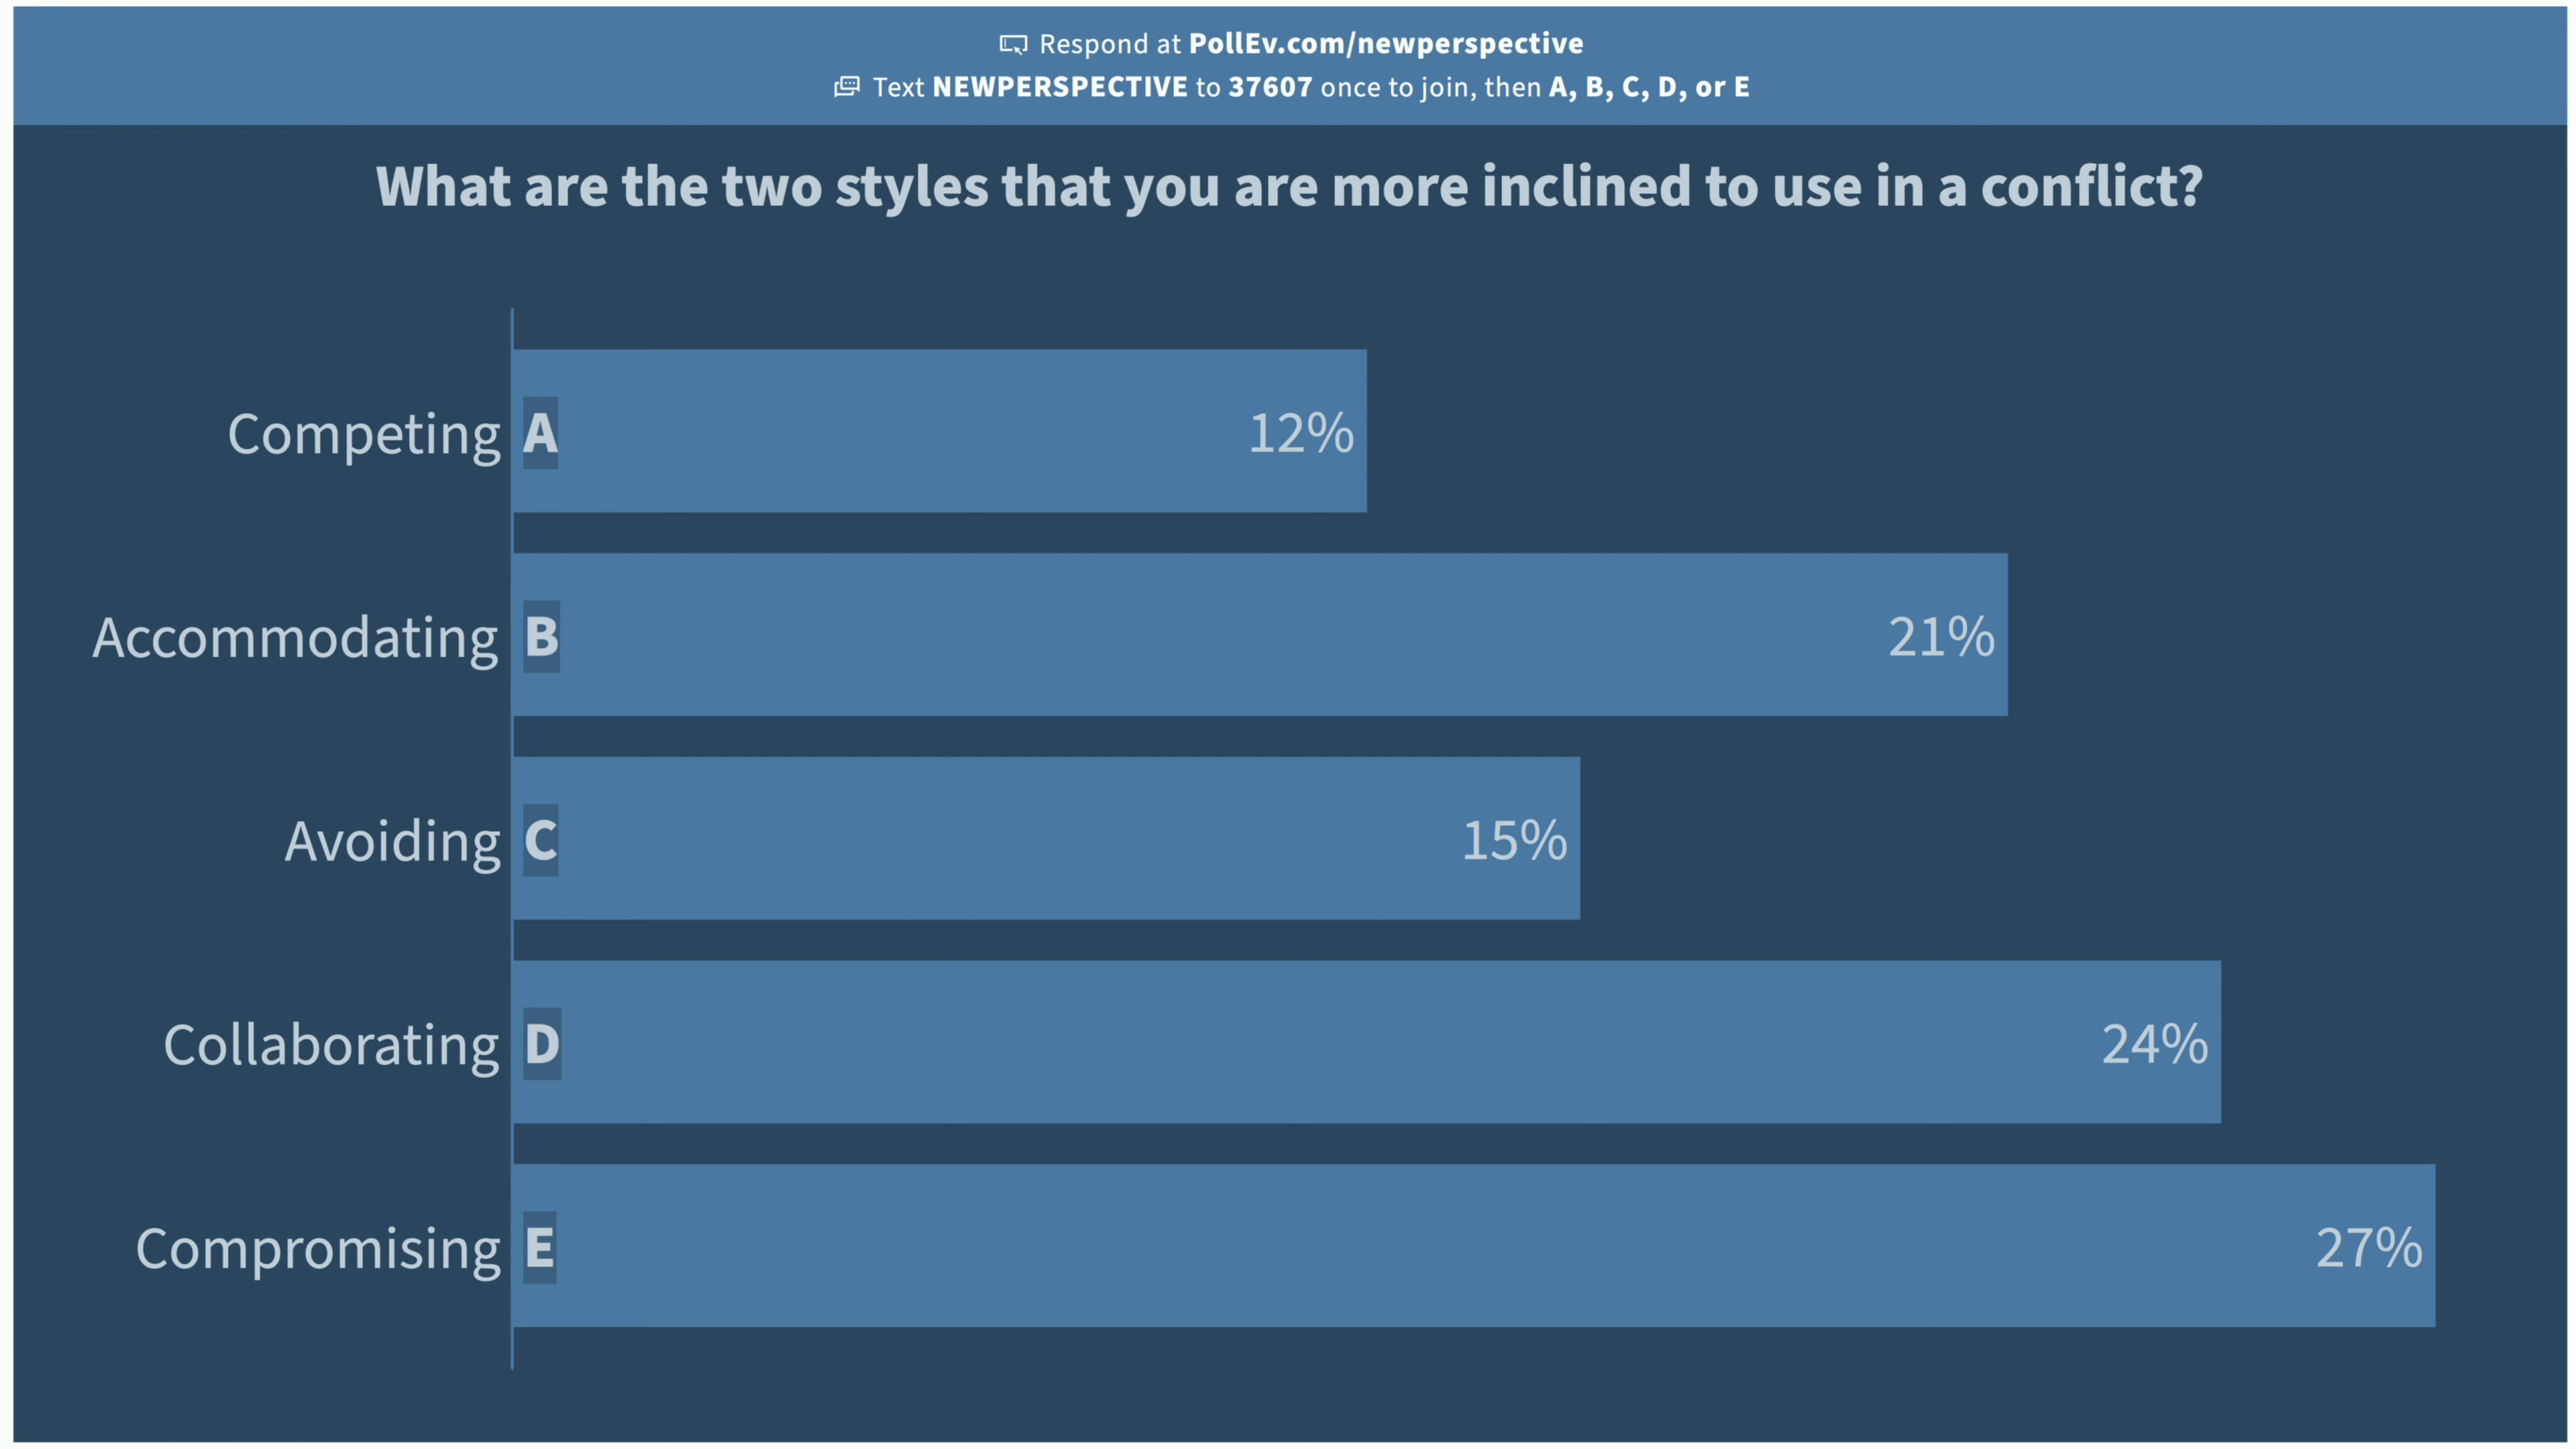 Respond at PollEv.com/newperspective
Text NEWPERSPECTIVE to 37607 once to join, then A, B, C, D, or E
What are the two styles that you are more inclined to use in a conflict?
Competing A 12%
Accommodating B 21%
Avoiding C 15%
Collaborating D 24%
Compromising E 27%